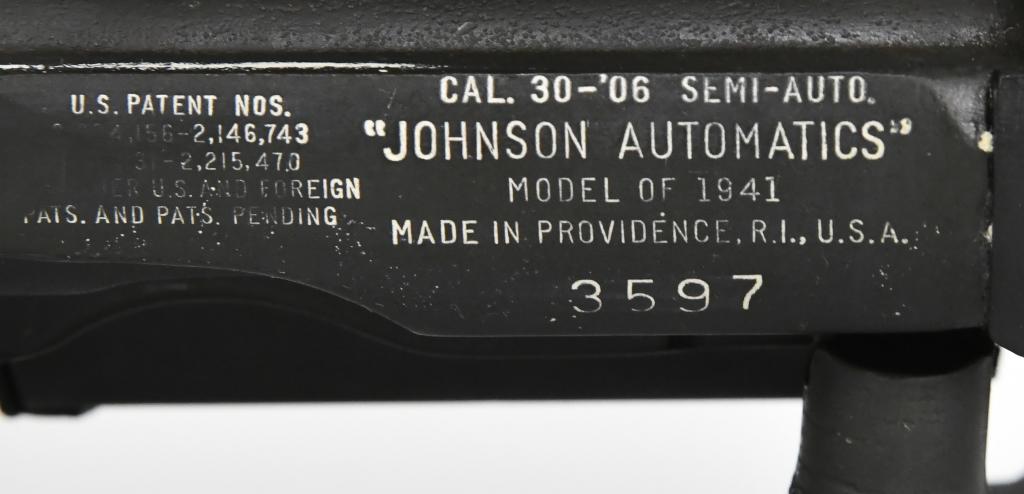 U.S. PATENT NOS.
-2,146,743
-2,215,470
U.S. AND FOREIGN
PATS. AND PATS. PENDING
CAL. 30-'06 SEMI-AUTO.
"JOHNSON AUTOMATICS"
MODEL OF 1941
MADE IN PROVIDENCE, R.I., U.S.A.
3597